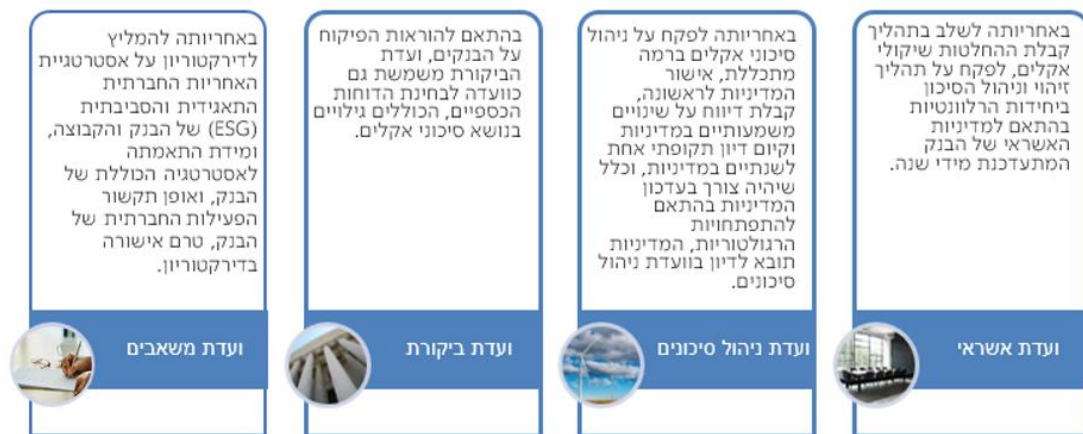 באחריותה לשלב בתהליך
קבלת ההחלטות שיקולי
אקלים, לפקח על תהליך
זיהוי וניהול הסיכון
ביחידות הרלוונטיות
בהתאם למדיניות
האשראי של הבנק
המתעדכנת מידי שנה.
ועדת אשראי
באחריותה לפקח על ניהול
סיכוני אקלים ברמה
מתכללת, אישור
המדיניות לראשונה,
קבלת דיווח על שינויים
משמעותיים במדיניות
וקיום דיון תקופתי אחת
לשנתיים במדיניות, וכלל
שיהיה צורך בעדכון
המדיניות בהתאם
להתפתחויות
הרגולטוריות, המדיניות
תובא לדיון בוועדת ניהול
סיכונים.
ועדת ניהול סיכונים
בהתאם להוראות הפיקוח
על הבנקים, ועדת
הביקורת משמשת גם
כוועדה לבחינת הדוחות
הכספיים, הכוללים גילויים
בנושא סיכוני אקלים.
ועדת ביקורת
באחריותה להמליץ
לדירקטוריון על אסטרטגיית
האחריות החברתית
התאגידית והסביבתית
(ESG) של הבנק והקבוצה,
ומידת התאמתה
לאסטרטגיה הכוללת של
הבנק, ואופן תקשור
הפעילות החברתית של
הבנק, טרם אישורה
בדירקטוריון.
ועדת משאבים